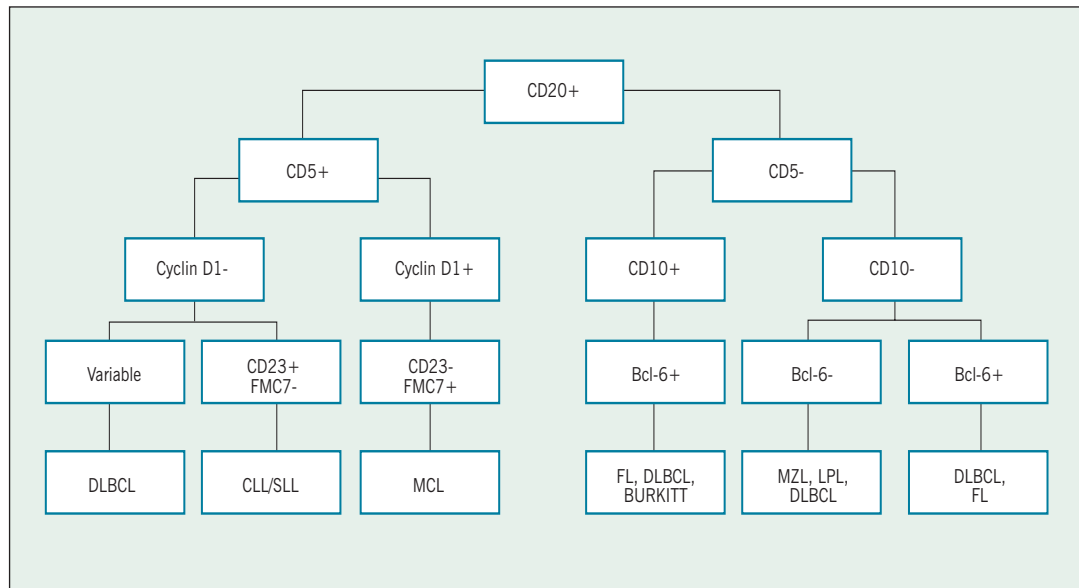 CD20+
CD5+
CD5-
Cyclin D1-
Cyclin D1+
CD10+
CD10-
Variable
CD23+
FMC7-
CD23-
FMC7+
Bcl-6+
Bcl-6-
Bcl-6+
DLBCL
CLL/SLL
MCL
FL, DLBCL,
BURKITT
MZL, LPL,
DLBCL
DLBCL,
FL